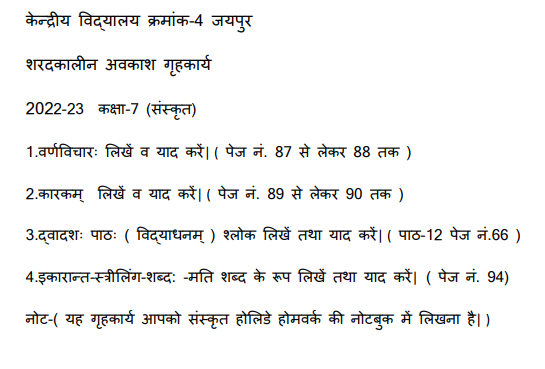 केन्द्रीय विद्यालय क्रमांक-4 जयपुर
शरदकालीन अवकाश गृहकार्य
2022-23 कक्षा-7 (संस्कृत)
1.वर्णविचारः लिखें व याद करें| ( पेज नं. 87 से लेकर 88 तक )
2.कारकम् लिखें व याद करें| ( पेज नं. 89 से लेकर 90 तक )
3.द्वादशः पाठः ( विद्याधनम् ) श्लोक लिखें तथा याद करें| ( पाठ-12 पेज नं.66 )
4.इकारान्त-स्त्रीलिंग-शब्द: -मति शब्द के रूप लिखें तथा याद करें| ( पेज नं. 94)
नोट-( यह गृहकार्य आपको संस्कृत होलिडे होमवर्क की नोटबुक में लिखना है| )